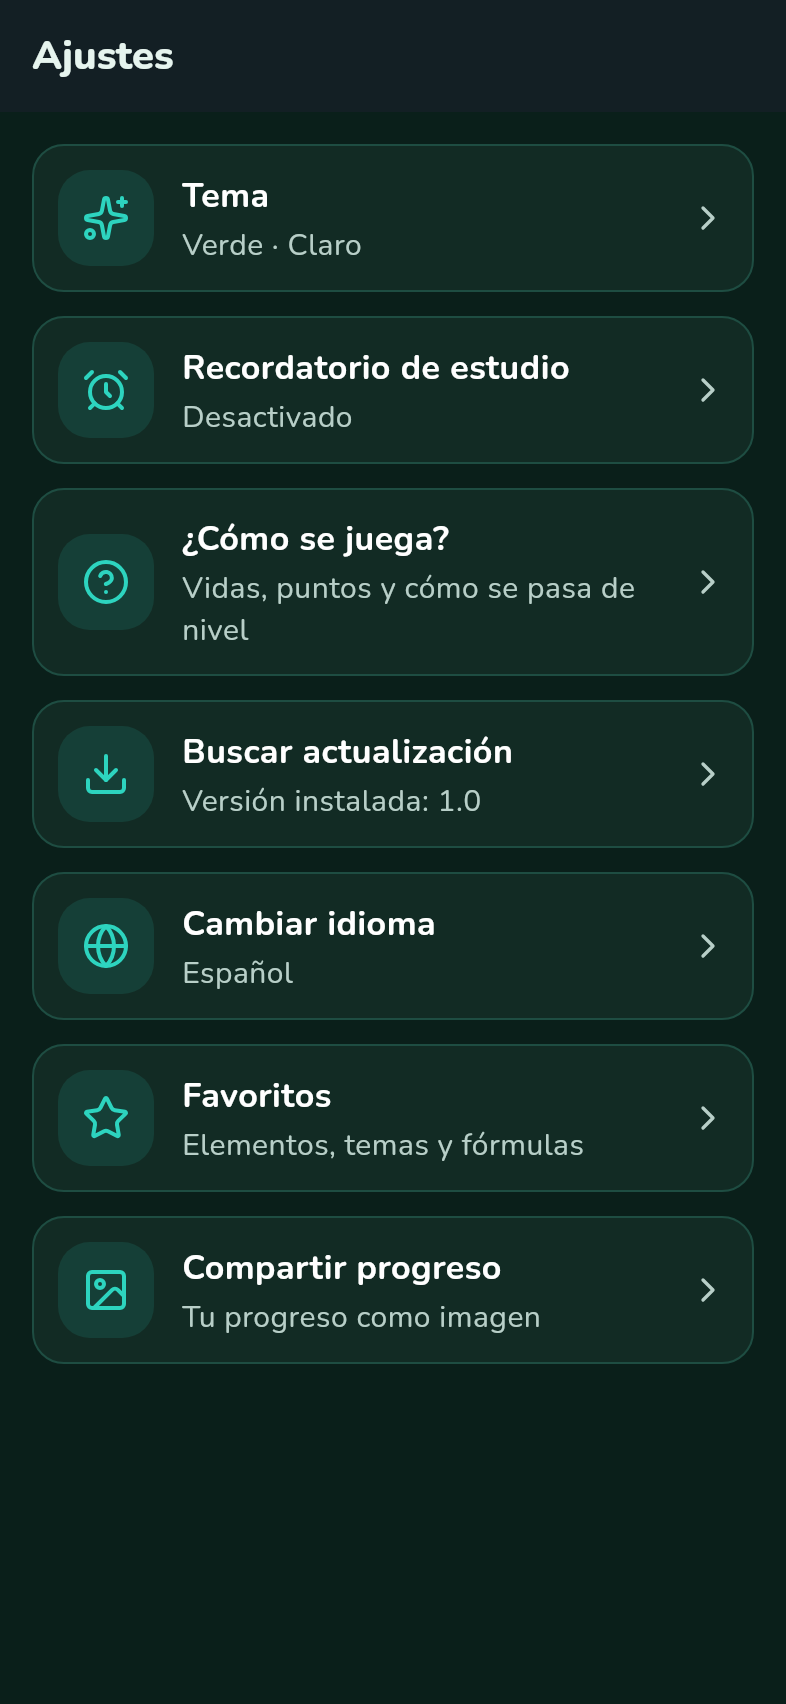 Ajustes
Tema
Verde · Claro
Recordatorio de estudio
Desactivado
¿Cómo se juega?
Vidas, puntos y cómo se pasa de
nivel
Buscar actualización
Versión instalada: 1.0
Cambiar idioma
Español
Favoritos
Elementos, temas y fórmulas
Compartir progreso
Tu progreso como imagen